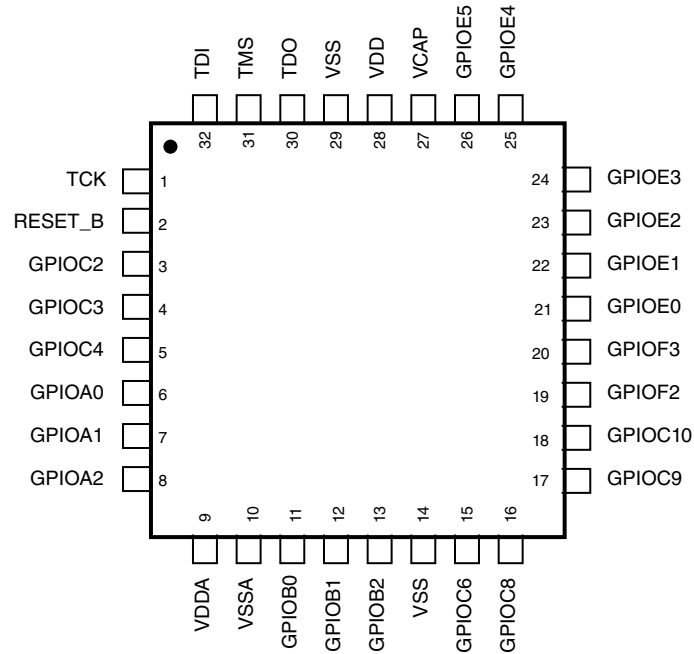 TDI
TMS
TDO
VSS
VDD
VCAP
GPIOE5
GPIOE4
32
31
30
29
28
27
26
25
TCK 1
RESET_B 2
GPIOC2 3
GPIOC3 4
GPIOC4 5
GPIOA0 6
GPIOA1 7
GPIOA2 8
24 GPIOE3
23 GPIOE2
22 GPIOE1
21 GPIOE0
20 GPIOF3
19 GPIOF2
18 GPIOC10
17 GPIOC9
9
10
11
12
13
14
15
16
VDDA
VSSA
GPIOB0
GPIOB1
GPIOB2
VSS
GPIOC6
GPIOC8